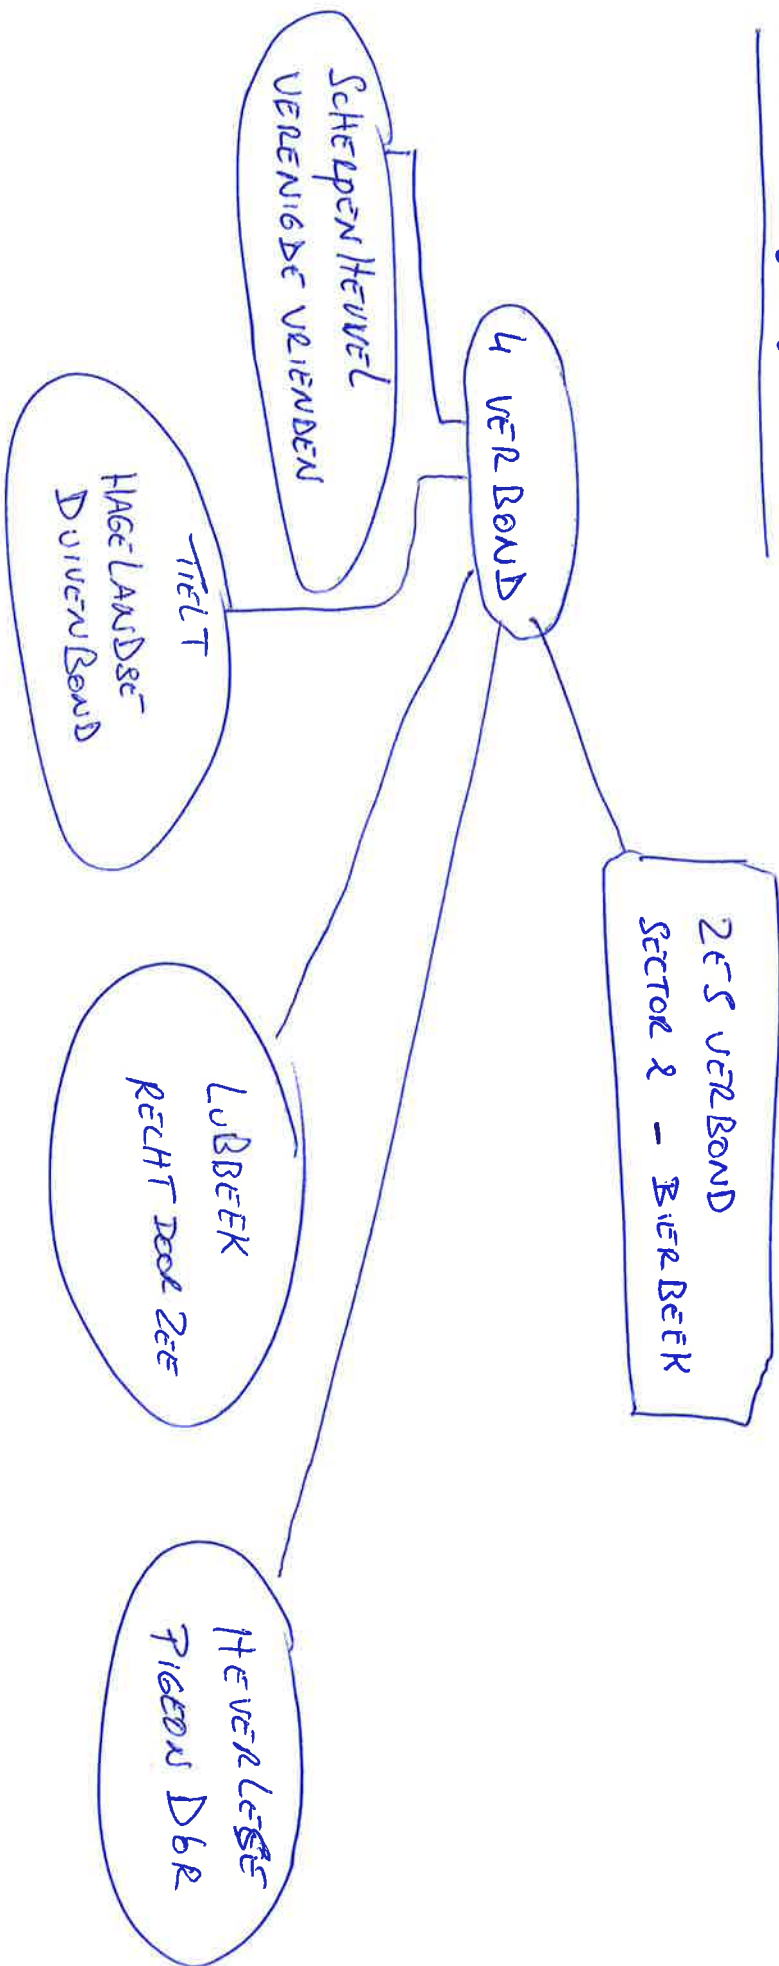 ZES VERBOND
SECTOR 2 - BIERBEEK
4 VERBOND
SCHERPENHEUVEL
VERENIGDE VRIENDEN
TIELT
HAGELANDSE
DUIVENBOND
LUBBEEK
RECHT DOOR ZEE
HEVERLEE
PIGEON D6R